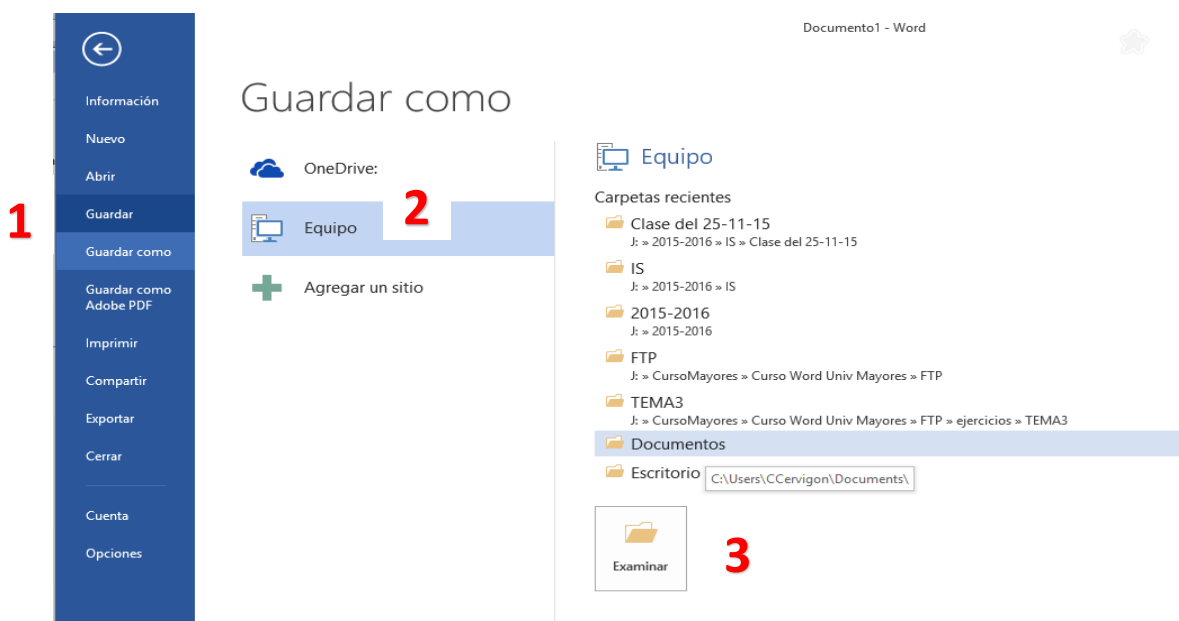 Documento1 - Word
Información
Nuevo
Abrir
1
Guardar
Guardar como
Guardar como
Adobe PDF
Imprimir
Compartir
Exportar
Cerrar
Cuenta
Opciones
Guardar como
OneDrive:
Equipo
2
Agregar un sitio
Equipo
Carpetas recientes
Clase del 25-11-15
J: » 2015-2016 » IS » Clase del 25-11-15
IS
J: » 2015-2016 » IS
2015-2016
J: » 2015-2016
FTP
J: » CursoMayores » Curso Word Univ Mayores » FTP
TEMA3
J: » CursoMayores » Curso Word Univ Mayores » FTP » ejercicios » TEMA3
Documentos
Escritorio
C:\Users\CCervigon\Documents\
Examinar
3